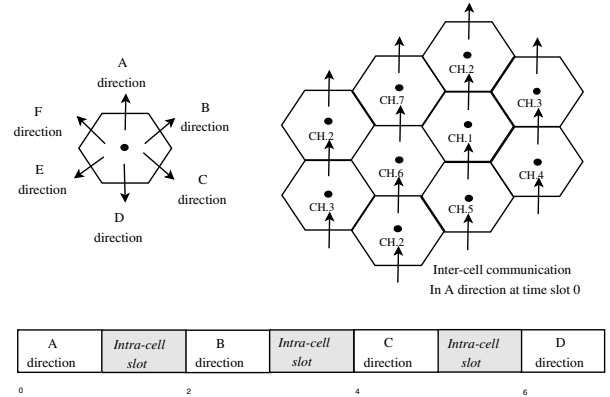 A
direction
F
direction
B
direction
E
direction
C
direction
D
direction
CH.2
CH.7
CH.3
CH.2
CH.1
CH.6
CH.4
CH.3
CH.5
CH.2
Inter-cell communication
In A direction at time slot 0
A
direction
Intra-cell
slot
B
direction
Intra-cell
slot
C
direction
Intra-cell
slot
D
direction
0
2
4
6